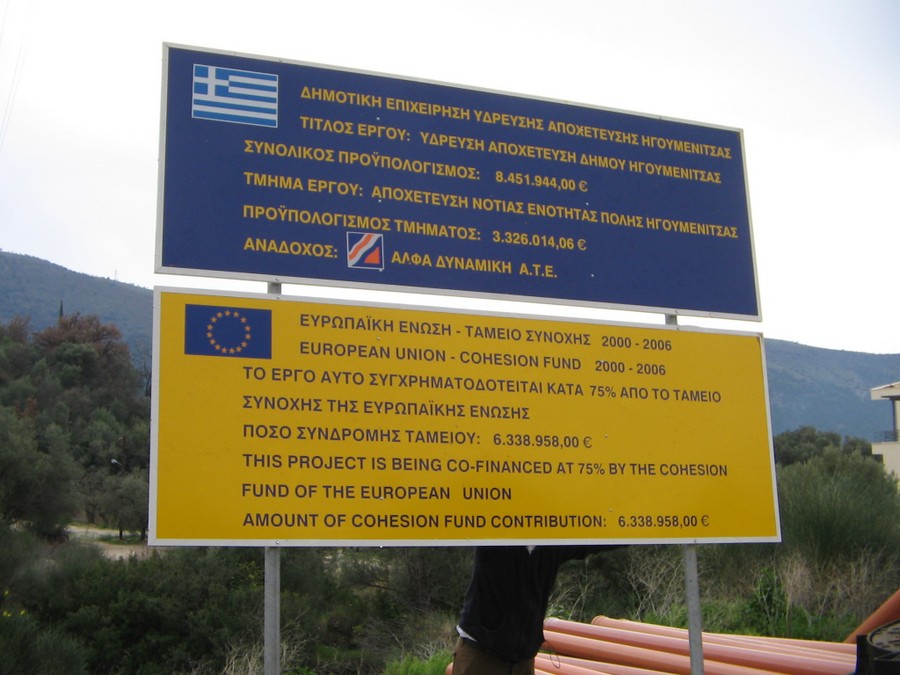 ΔΗΜΟΤΙΚΗ ΕΠΙΧΕΙΡΗΣΗ ΥΔΡΕΥΣΗΣ ΑΠΟΧΕΤΕΥΣΗΣ ΗΓΟΥΜΕΝΙΤΣΑΣ
ΤΙΤΛΟΣ ΕΡΓΟΥ: ΥΔΡΕΥΣΗ ΑΠΟΧΕΤΕΥΣΗ ΔΗΜΟΥ ΗΓΟΥΜΕΝΙΤΣΑΣ
ΣΥΝΟΛΙΚΟΣ ΠΡΟΫΠΟΛΟΓΙΣΜΟΣ: 8.451.944,00 €
ΤΜΗΜΑ ΕΡΓΟΥ: ΑΠΟΧΕΤΕΥΣΗ ΝΟΤΙΑΣ ΕΝΟΤΗΤΑΣ ΠΟΛΗΣ ΗΓΟΥΜΕΝΙΤΣΑΣ
ΠΡΟΫΠΟΛΟΓΙΣΜΟΣ ΤΜΗΜΑΤΟΣ: 3.326.014,06 €
ΑΝΑΔΟΧΟΣ: ΑΛΦΑ ΔΥΝΑΜΙΚΗ Α.Τ.Ε.
ΕΥΡΩΠΑΪΚΗ ΕΝΩΣΗ - ΤΑΜΕΙΟ ΣΥΝΟΧΗΣ 2000 - 2006
EUROPEAN UNION - COHESION FUND 2000 - 2006
ΤΟ ΕΡΓΟ ΑΥΤΟ ΣΥΓΧΡΗΜΑΤΟΔΟΤΕΙΤΑΙ ΚΑΤΑ 75% ΑΠΟ ΤΟ ΤΑΜΕΙΟ
ΣΥΝΟΧΗΣ ΤΗΣ ΕΥΡΩΠΑΪΚΗΣ ΕΝΩΣΗΣ
ΠΟΣΟ ΣΥΝΔΡΟΜΗΣ ΤΑΜΕΙΟΥ: 6.338.958,00 €
THIS PROJECT IS BEING CO-FINANCED AT 75% BY THE COHESION
FUND OF THE EUROPEAN UNION
AMOUNT OF COHESION FUND CONTRIBUTION: 6.338.958,00 €